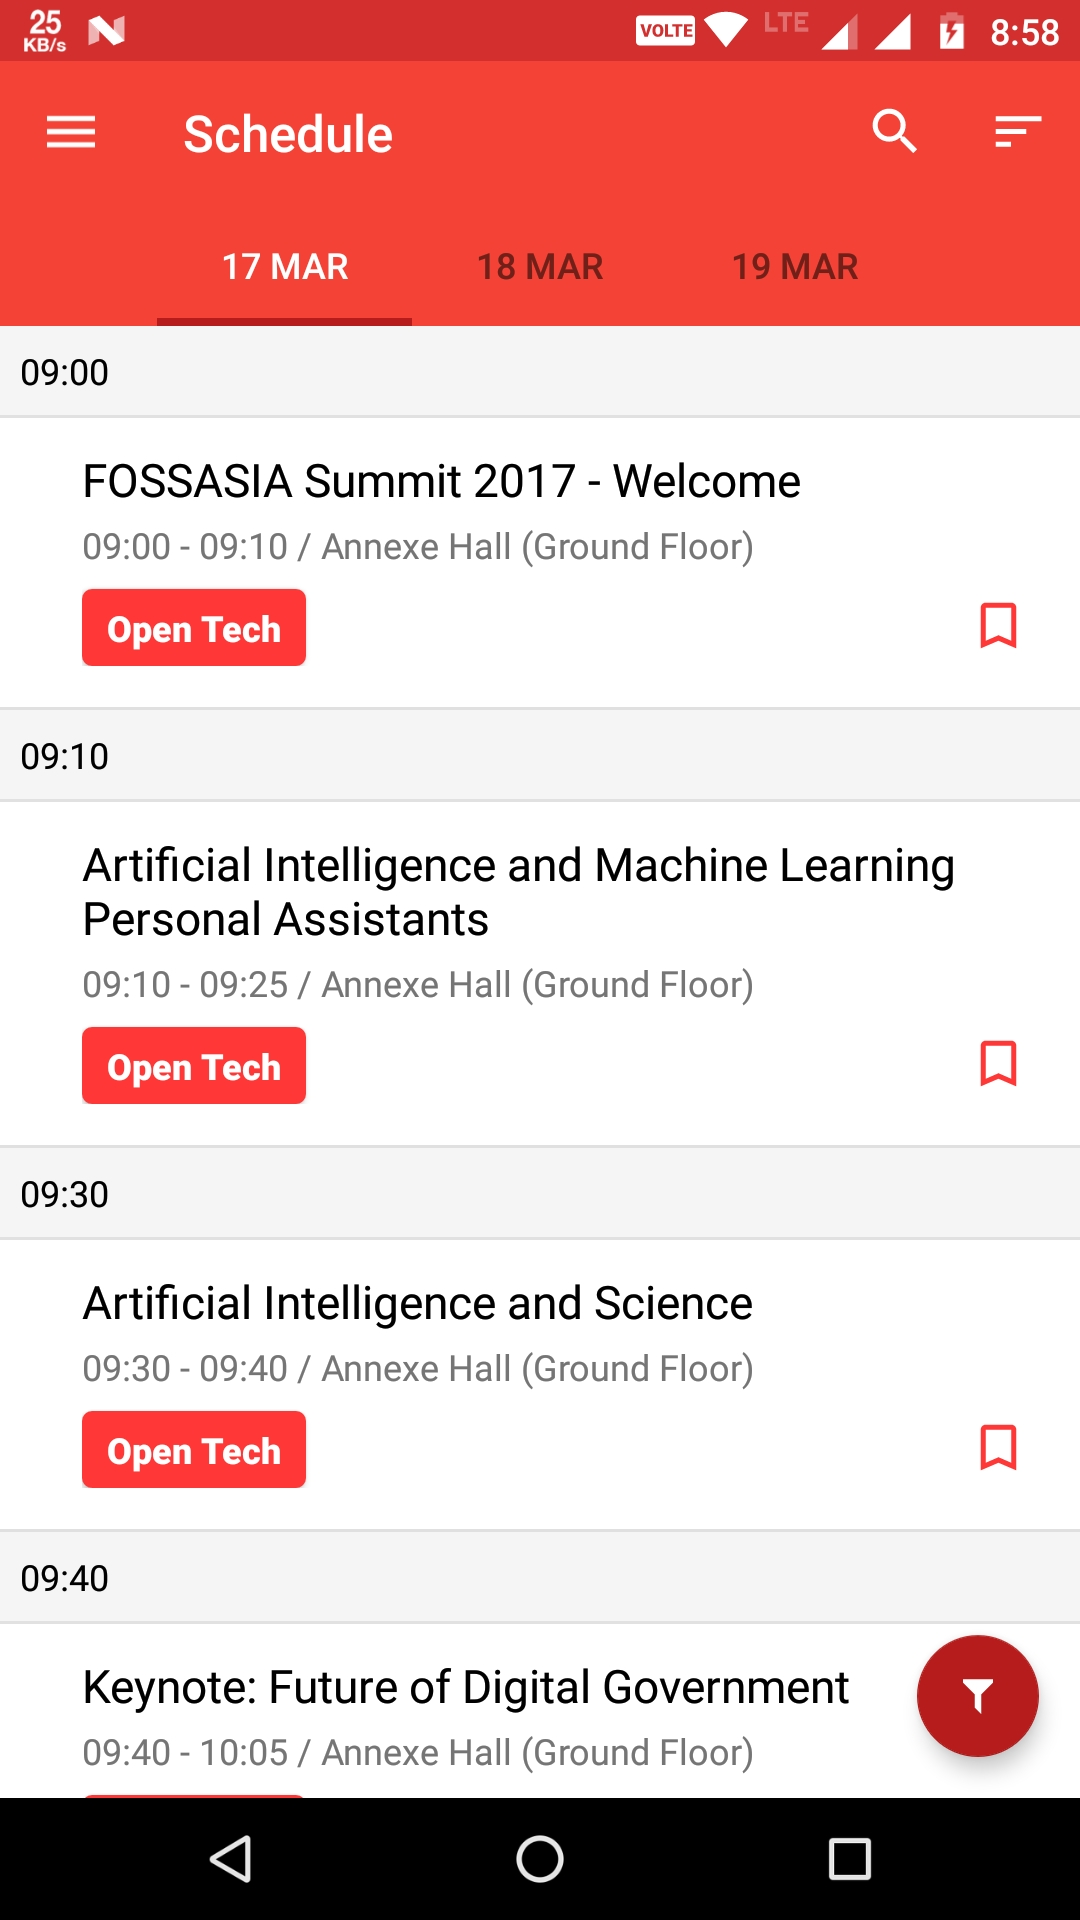 25
KB/s
VOLTE
LTE
8:58
Schedule
17 MAR
18 MAR
19 MAR
09:00
FOSSASIA Summit 2017 - Welcome
09:00 - 09:10 / Annexe Hall (Ground Floor)
Open Tech
09:10
Artificial Intelligence and Machine Learning
Personal Assistants
09:10 - 09:25 / Annexe Hall (Ground Floor)
Open Tech
09:30
Artificial Intelligence and Science
09:30 - 09:40 / Annexe Hall (Ground Floor)
Open Tech
09:40
Keynote: Future of Digital Government
09:40 - 10:05 / Annexe Hall (Ground Floor)